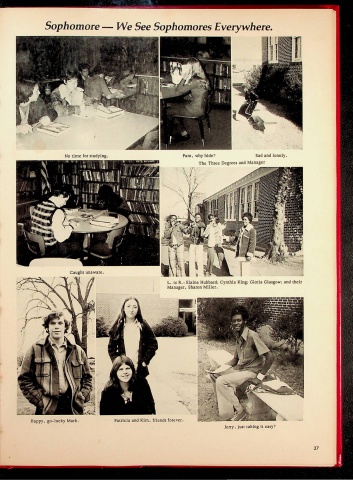 Sophomore — We See Sophomores Everywhere.
No time for studying.
Pam, why hide?
Sad and lonely.
The Three Degrees and Manager
Caught unaware.
L. to R.- Elaine Hubbard; Cynthia King; Gloria Glasgow; and their
Manager, Sharon Miller.
Happy, go-lucky Mark.
Patricia and Kim, friends forever.
Jerry, just taking it easy?
37